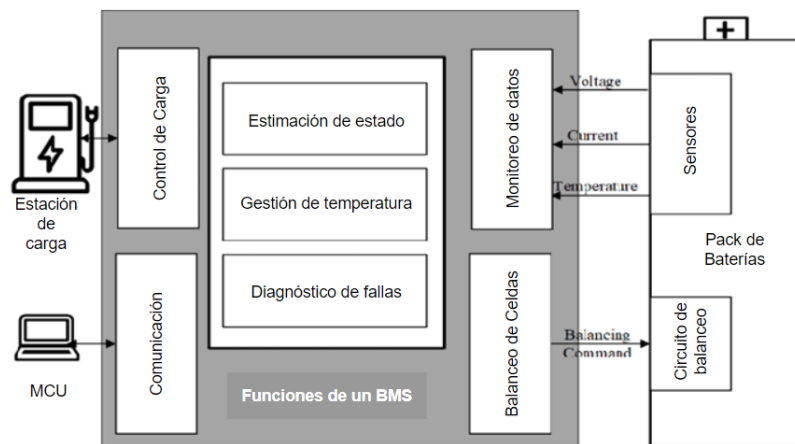 Estación
de
carga
MCU
Control de Carga
Comunicación
Estimación de estado
Gestión de temperatura
Diagnóstico de fallas
Funciones de un BMS
Monitoreo de datos
Balanceo de Celdas
Voltage
Current
Temperature
Balancing
Command
Sensores
Pack de
Baterías
Circuito de
balanceo